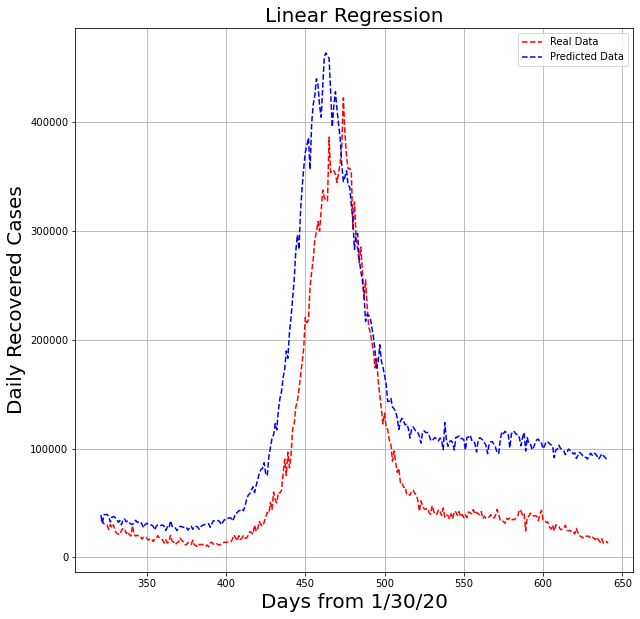 Linear Regression
Real Data
Predicted Data
Daily Recovered Cases
400000
300000
200000
100000
0
350
400
450
500
550
600
650
Days from 1/30/20